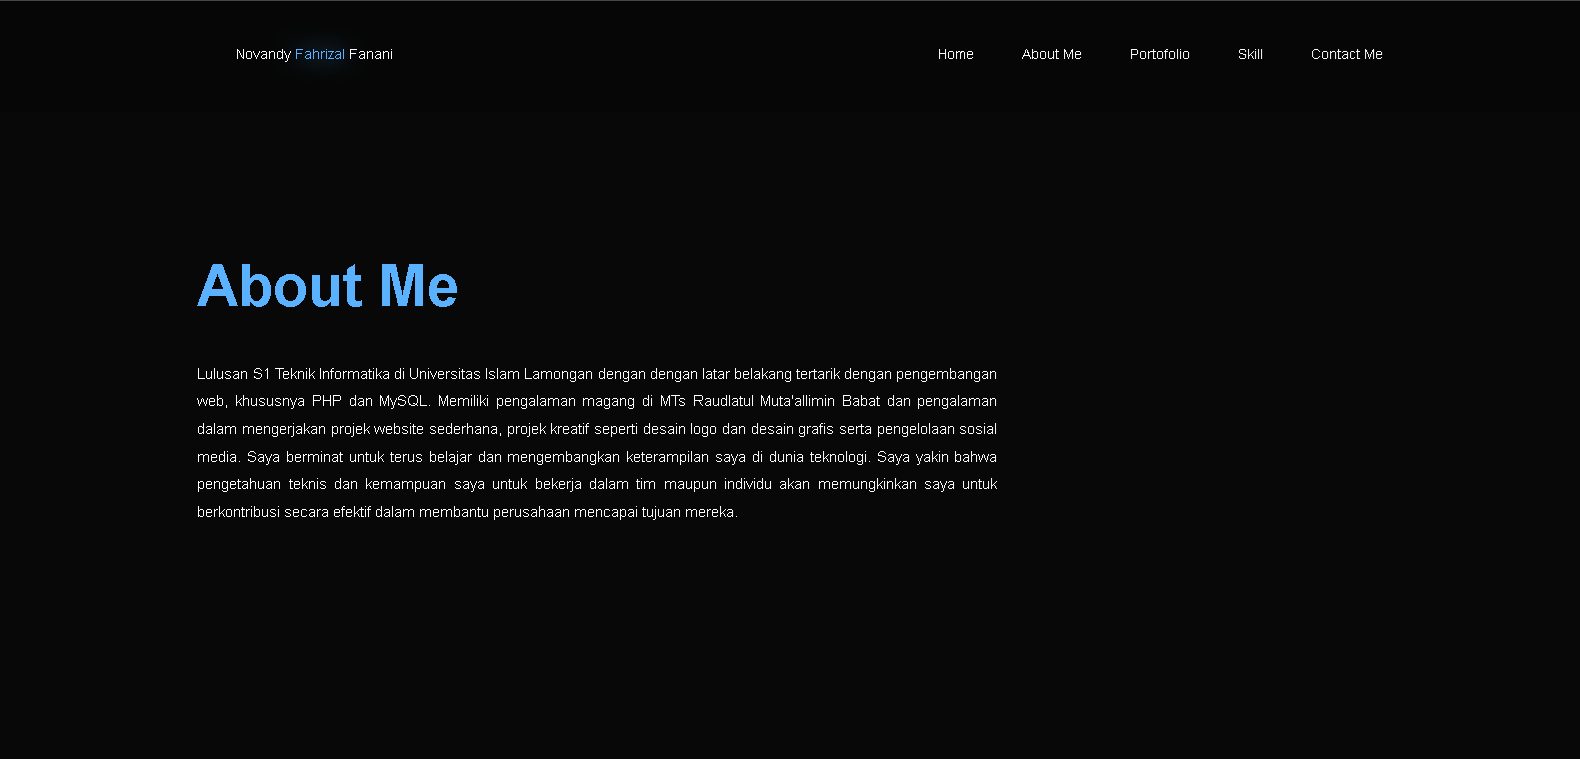 Novandy Fahrizal Fanani
Home
About Me
Portofolio
Skill
Contact Me
About Me
Lulusan S1 Teknik Informatika di Universitas Islam Lamongan dengan dengan latar belakang tertarik dengan pengembangan
web, khususnya PHP dan MySQL. Memiliki pengalaman magang di MTs Raudlatul Muta'allimin Babat dan pengalaman
dalam mengerjakan projek website sederhana, projek kreatif seperti desain logo dan desain grafis serta pengelolaan sosial
media. Saya berminat untuk terus belajar dan mengembangkan keterampilan saya di dunia teknologi. Saya yakin bahwa
pengetahuan teknis dan kemampuan saya untuk bekerja dalam tim maupun individu akan memungkinkan saya untuk
berkontribusi secara efektif dalam membantu perusahaan mencapai tujuan mereka.